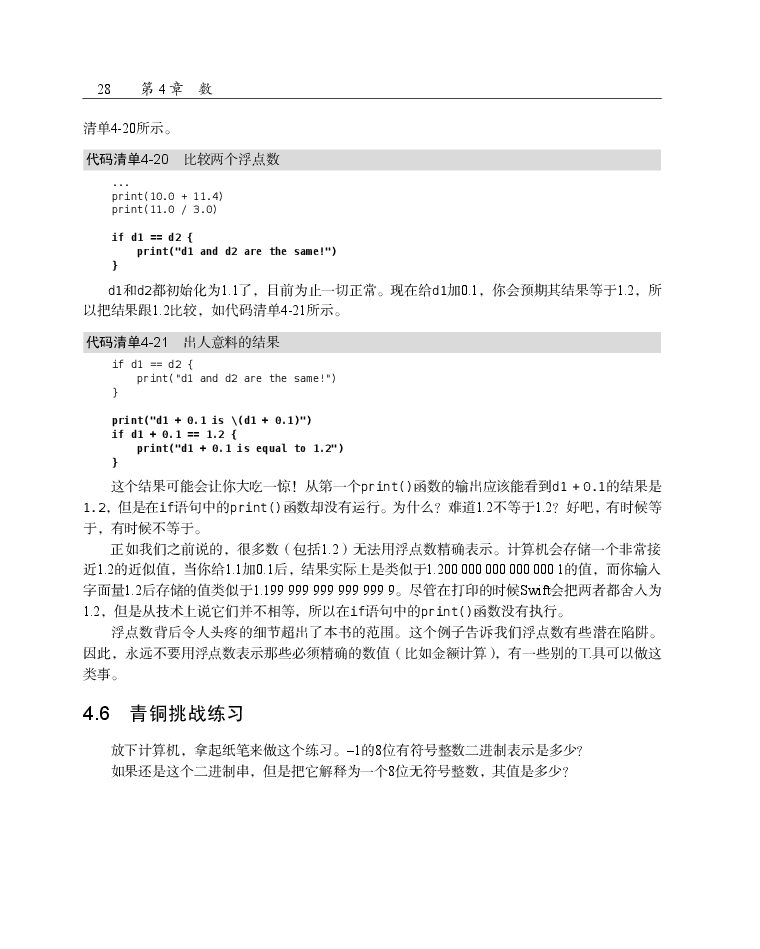 28 第 4 章 数
清单4-20所示。
代码清单4-20 比较两个浮点数
...
print(10.0 + 11.4)
print(11.0 / 3.0)
if d1 == d2 {
print("d1 and d2 are the same!")
}
d1和d2都初始化为1.1了，目前为止一切正常。现在给d1加0.1，你会预期其结果等于1.2，所
以把结果跟1.2比较，如代码清单4-21所示。
代码清单4-21 出人意料的结果
if d1 == d2 {
print("d1 and d2 are the same!")
}
print("d1 + 0.1 is \(d1 + 0.1)")
if d1 + 0.1 == 1.2 {
print("d1 + 0.1 is equal to 1.2")
}
这个结果可能会让你大吃一惊！从第一个print()函数的输出应该能看到d1 + 0.1的结果是
1.2，但是在if语句中的print()函数却没有运行。为什么？难道1.2不等于1.2？好吧，有时候等
于，有时候不等于。
正如我们之前说的，很多数（包括1.2）无法用浮点数精确表示。计算机会存储一个非常接
近1.2的近似值，当你给1.1加0.1后，结果实际上是类似于1.200 000 000 000 000 1的值，而你输入
字面量1.2后存储的值类似于1.199 999 999 999 999 9。尽管在打印的时候Swift会把两者都舍入为
1.2，但是从技术上说它们并不相等，所以在if语句中的print()函数没有执行。
浮点数背后令人头疼的细节超出了本书的范围。这个例子告诉我们浮点数有些潜在陷阱。
因此，永远不要用浮点数表示那些必须精确的数值（比如金额计算），有一些别的工具可以做这
类事。
4.6 青铜挑战练习
放下计算机，拿起纸笔来做这个练习。–1的8位有符号整数二进制表示是多少？
如果还是这个二进制串，但是把它解释为一个8位无符号整数，其值是多少？